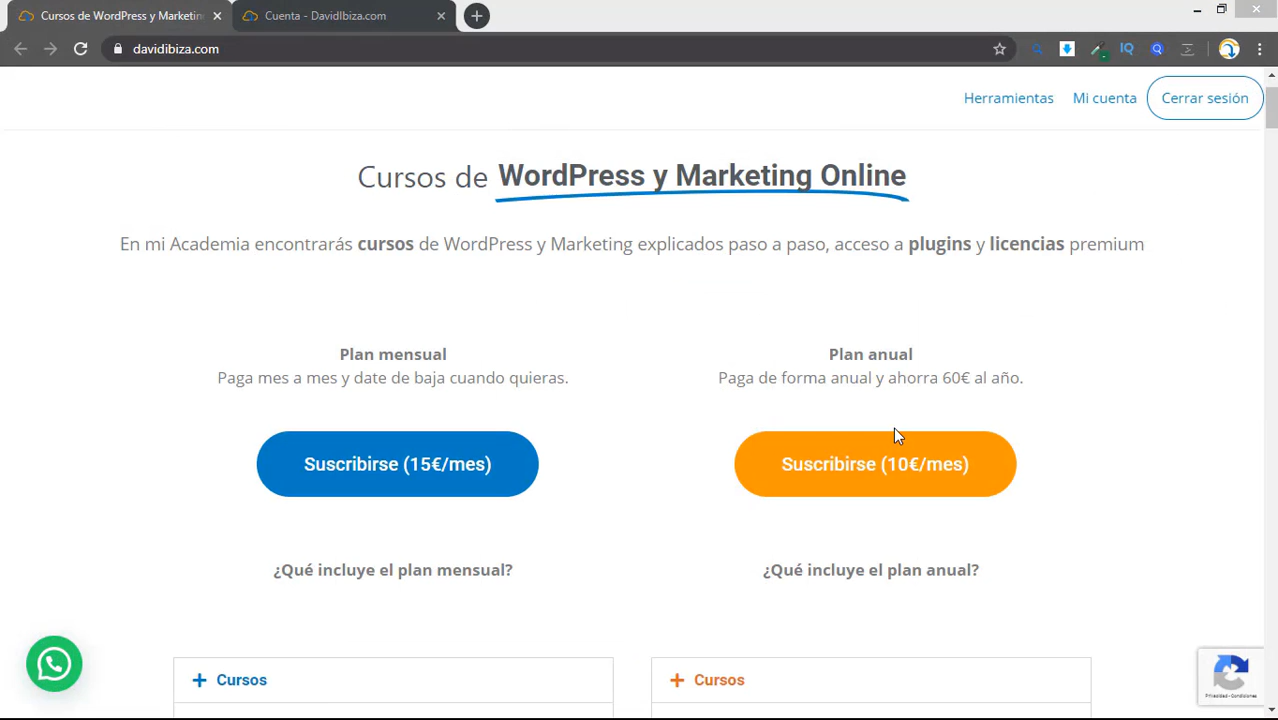 Cursos de WordPress y Marketin
Cuenta - DavidIbiza.com
davidibiza.com
IQ
Herramientas
Mi cuenta
Cerrar sesión
Cursos de WordPress y Marketing Online
En mi Academia encontrarás cursos de WordPress y Marketing explicados paso a paso, acceso a plugins y licencias premium
Plan mensual
Paga mes a mes y date de baja cuando quieras.
Suscribirse (15€/mes)
¿Qué incluye el plan mensual?
Cursos
Plan anual
Paga de forma anual y ahorra 60€ al año.
Suscribirse (10€/mes)
¿Qué incluye el plan anual?
Cursos
Privacidad - Condiciones